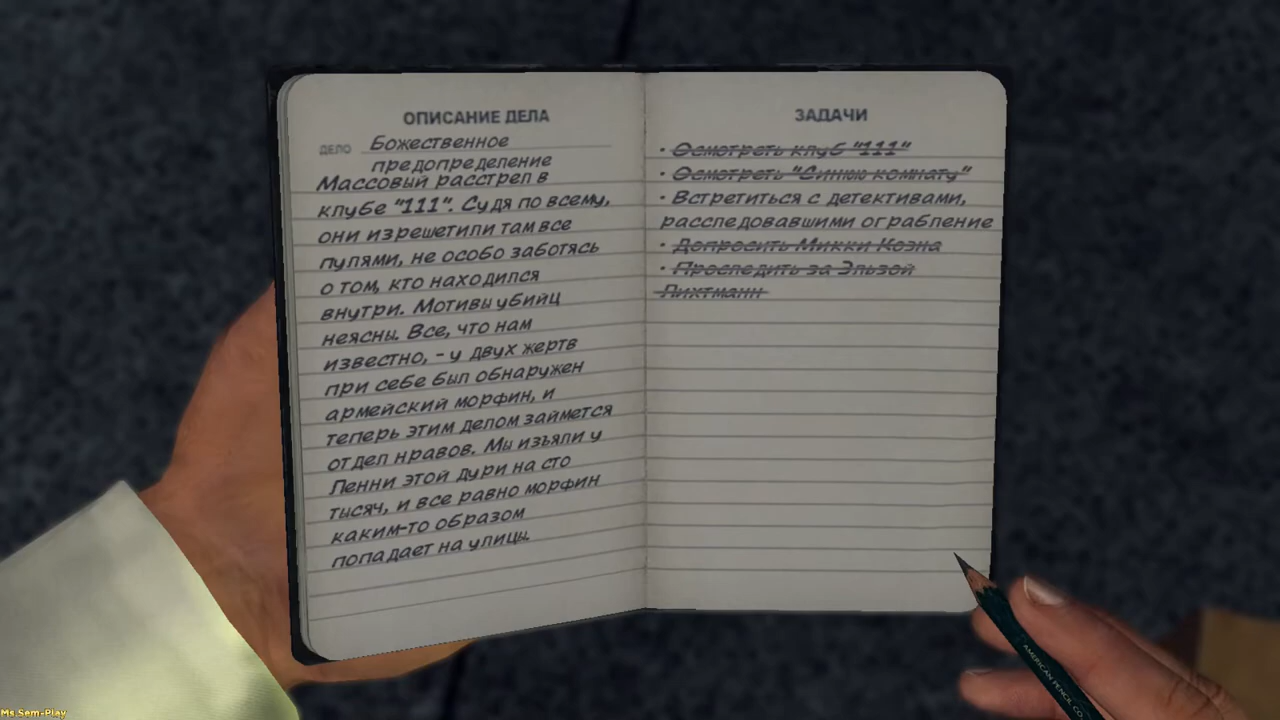 ОПИСАНИЕ ДЕЛА
ДЕЛО Божественное
предопределение
Массовый расстрел в
клубе "111". Судя по всему,
они изрешетили там все
пулями, не особо заботясь
о том, кто находился
внутри. Мотивы убийц
неясны. Все, что нам
известно, - у двух жертв
при себе был обнаружен
армейский морфин, и
теперь этим делом займется
отдел нравов. Мы изъяли у
Ленни этой дури на сто
тысяч, и все равно морфин
каким-то образом
попадает на улицы.
ЗАДАЧИ
• Осмотреть клуб "111"
• Осмотреть "Синюю комнату"
• Встретиться с детективами,
расследовавшими ограбление
• Допросить Микки Коэна
• Проследить за Эльзой
Лихтманн
AMERICAN PENCIL CO
Ms Sem-Play